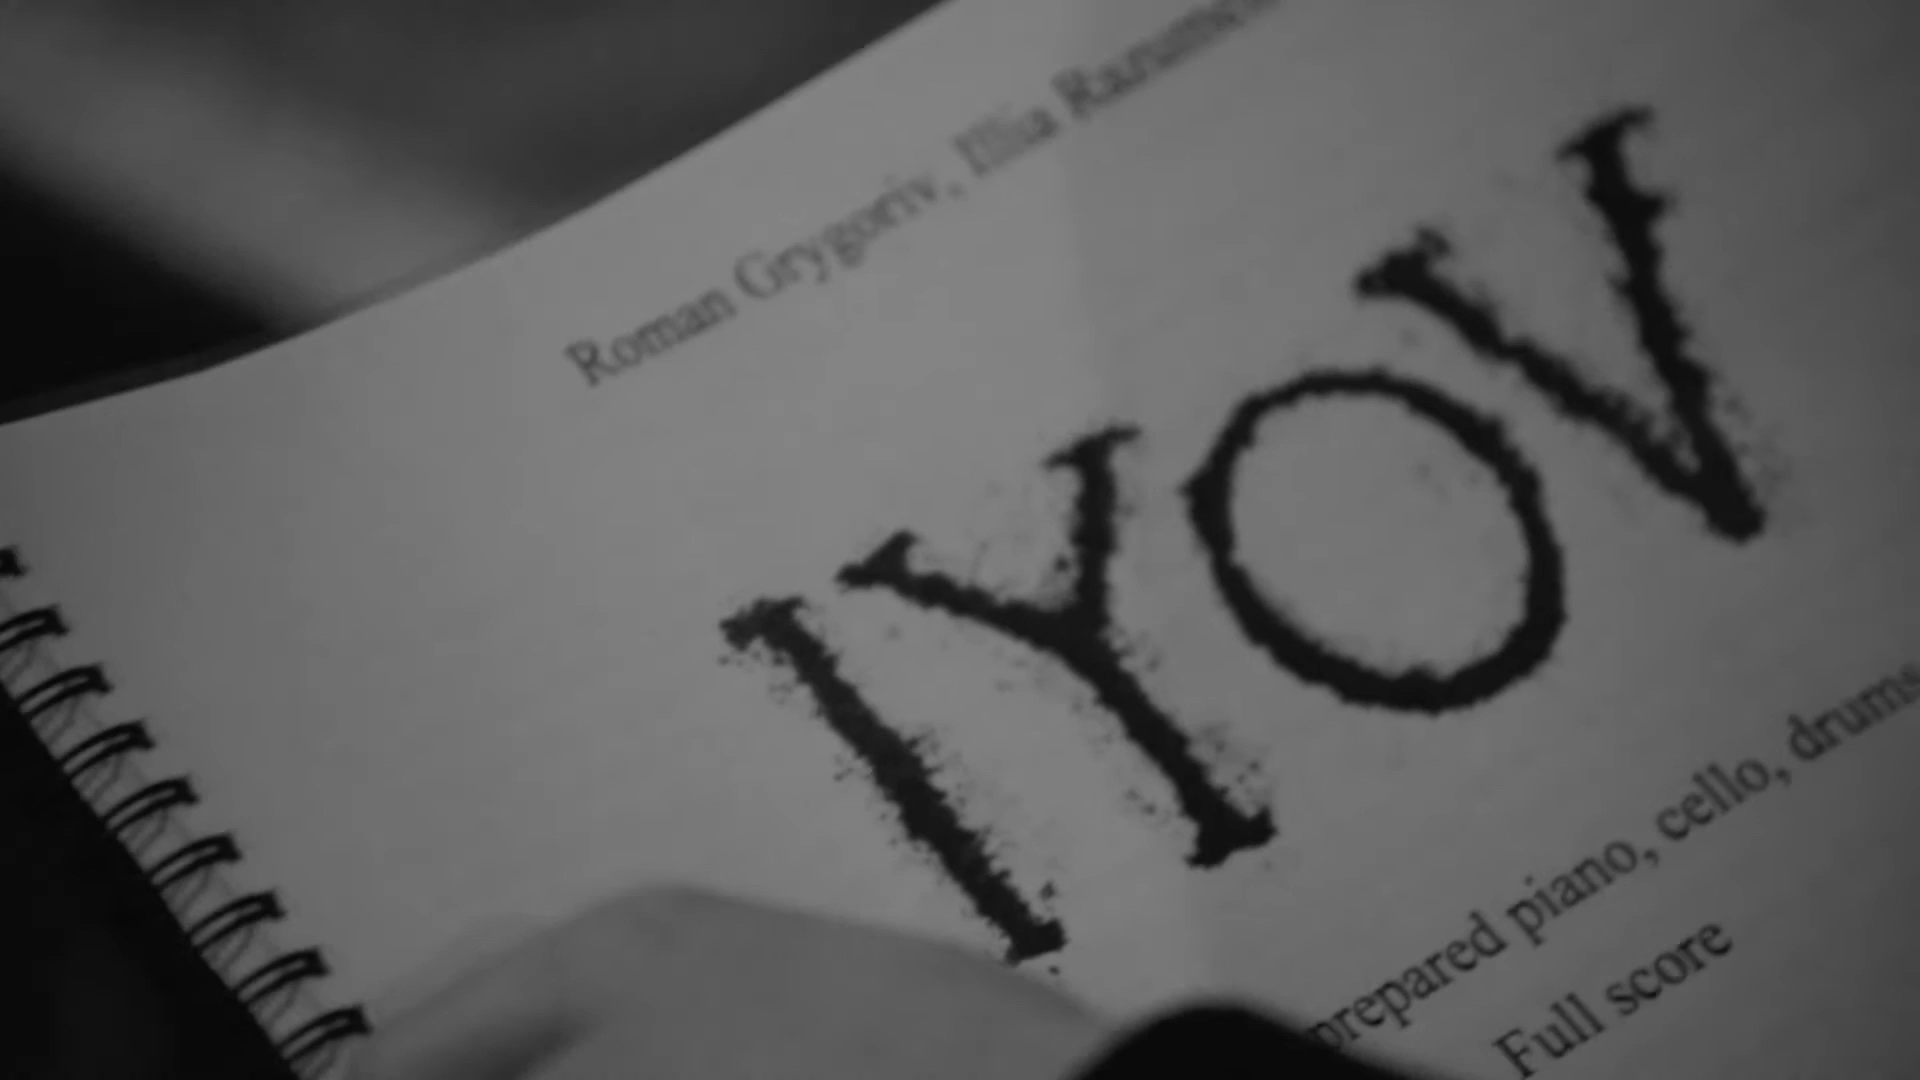 Roman Grygoriv, Illia
IYOV
prepared piano, cello, drums
Full score